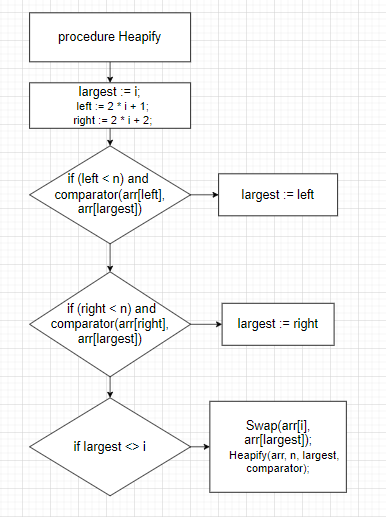 procedure Heapify
largest := i;
left := 2 * i + 1;
right := 2 * i + 2;
if (left < n) and
comparator(arr[left],
arr[largest])
largest := left
if (right < n) and
comparator(arr[right],
arr[largest])
largest := right
if largest <> i
Swap(arr[i],
arr[largest]);
Heapify(arr, n, largest,
comparator);